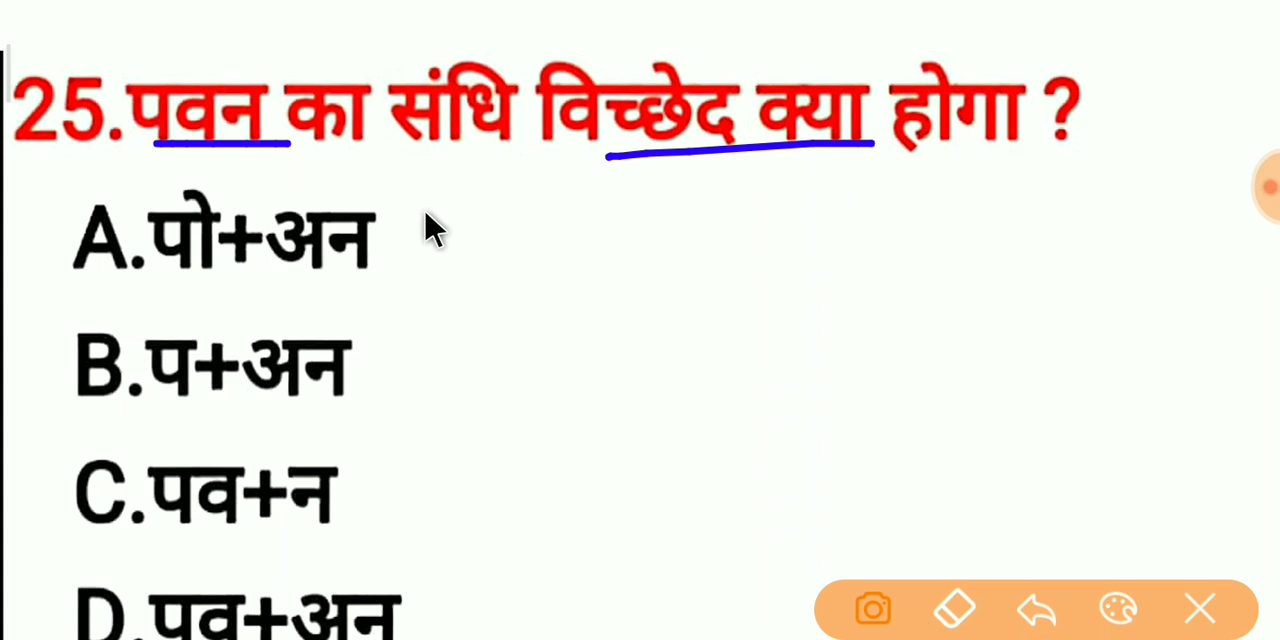 25.पवन का संधि विच्छेद क्या होगा ?
A.पो+अन
B.प+अन
C.पव+न
D.पव+अन